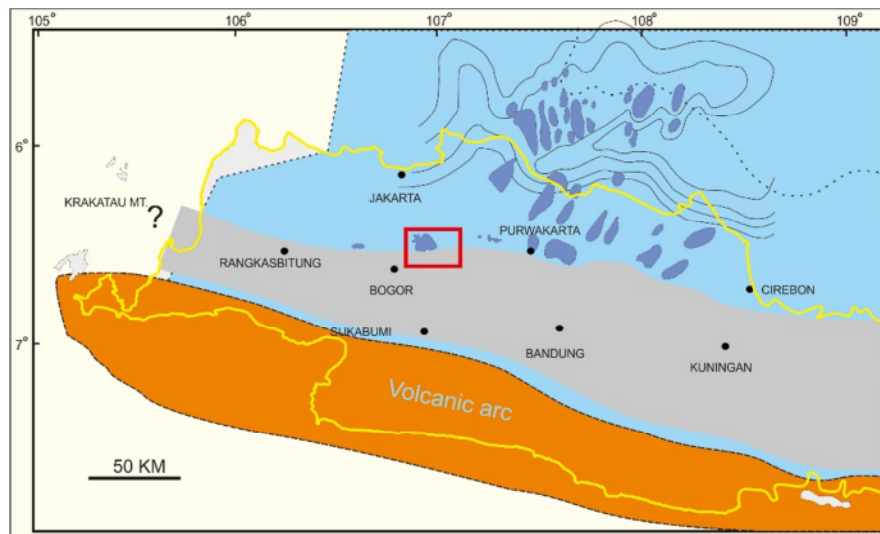 105° 106° 107° 108° 109°
6°
JAKARTA
KRAKATAU MT. ?
PURWAKARTA
RANGKASBITUNG
BOGOR
CIREBON
SUKABUMI
7°
BANDUNG
KUNINGAN
Volcanic arc
50 KM